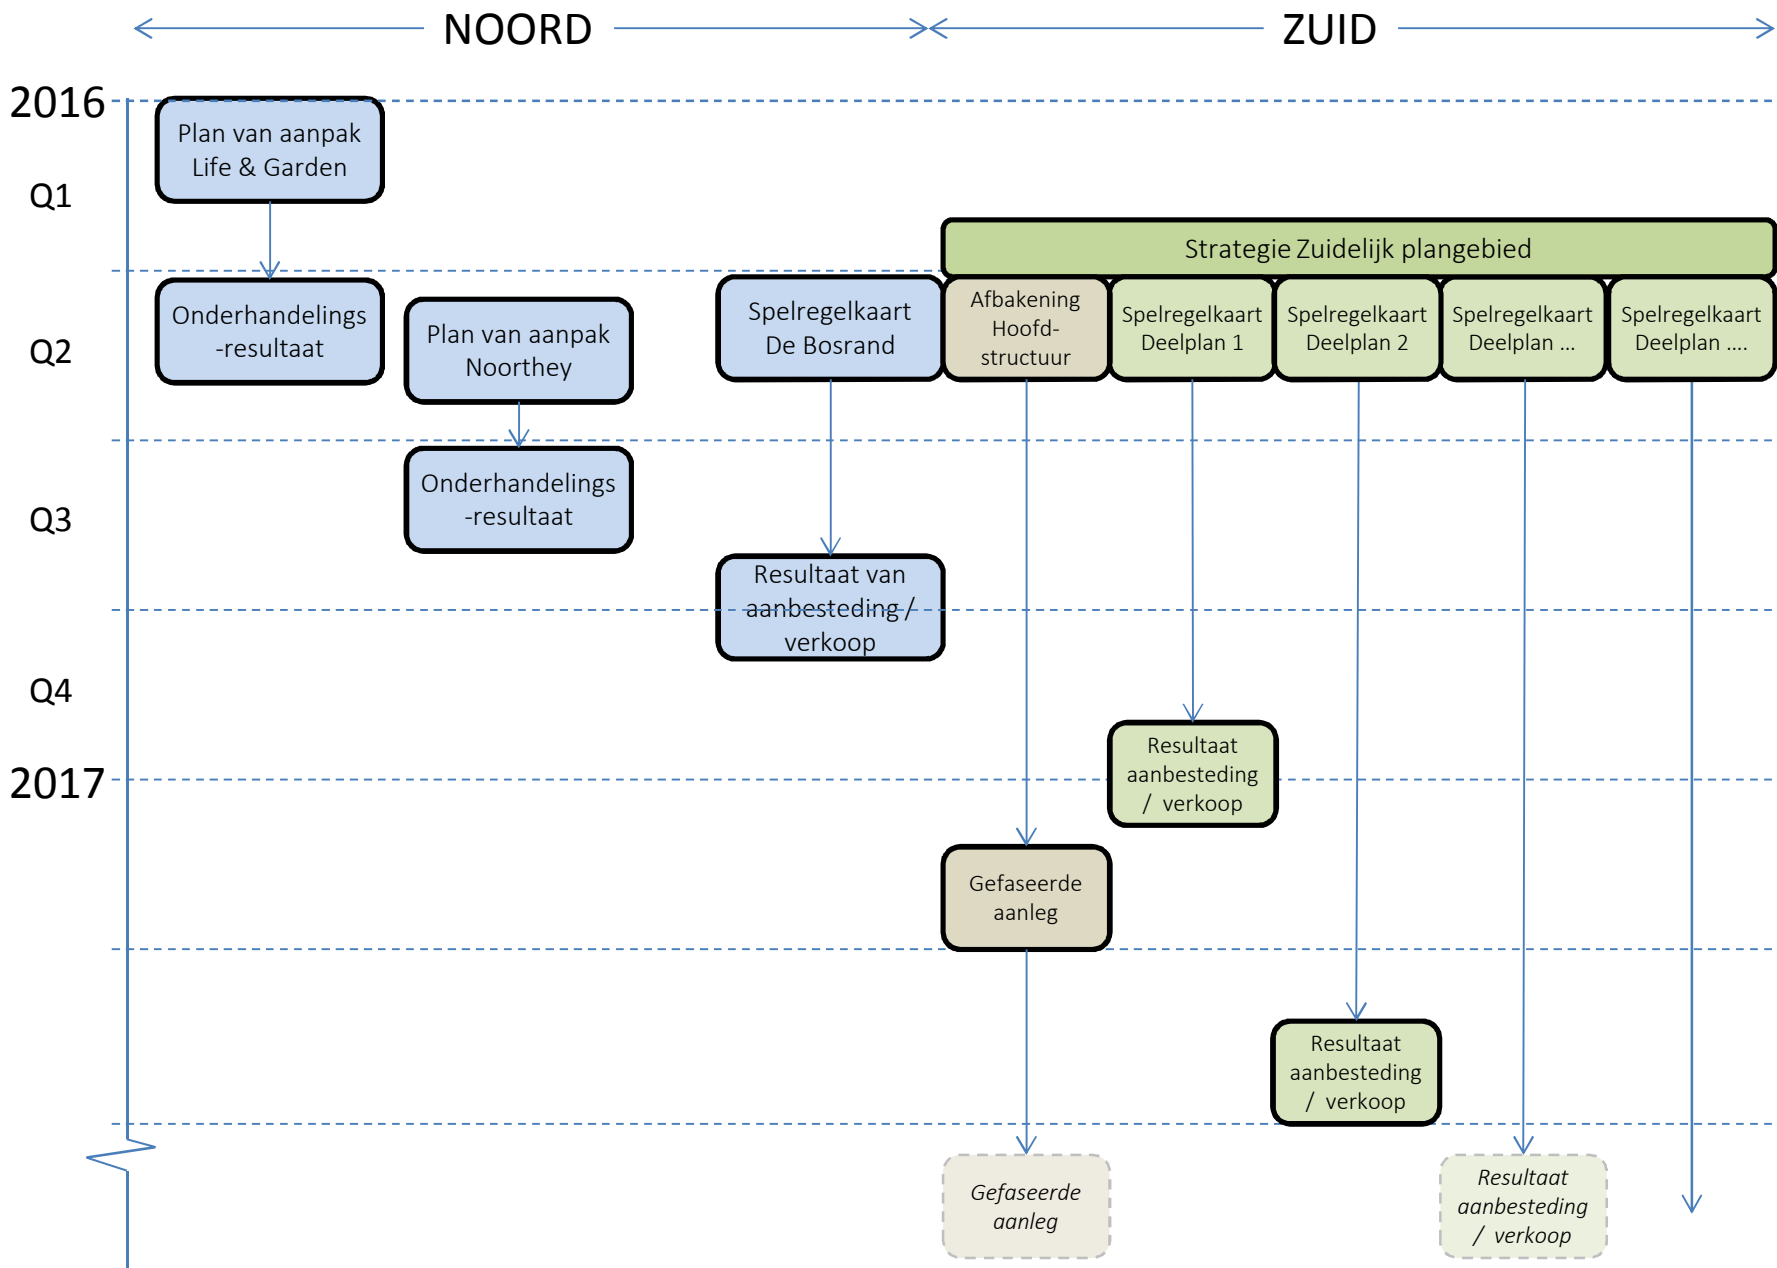 NOORD
ZUID
2016
Plan van aanpak
Life & Garden
Q1
Strategie Zuidelijk plangebied
Onderhandelings
-resultaat
Plan van aanpak
Noorthey
Spelregelkaart
De Bosrand
Afbakening
Hoofd-
structuur
Spelregelkaart
Deelplan 1
Spelregelkaart
Deelplan 2
Spelregelkaart
Deelplan ...
Spelregelkaart
Deelplan ....
Q2
Onderhandelings
-resultaat
Q3
Resultaat van
aanbesteding /
verkoop
Q4
Resultaat
aanbesteding
/ verkoop
2017
Gefaseerde
aanleg
Resultaat
aanbesteding
/ verkoop
Gefaseerde
aanleg
Resultaat
aanbesteding
/ verkoop